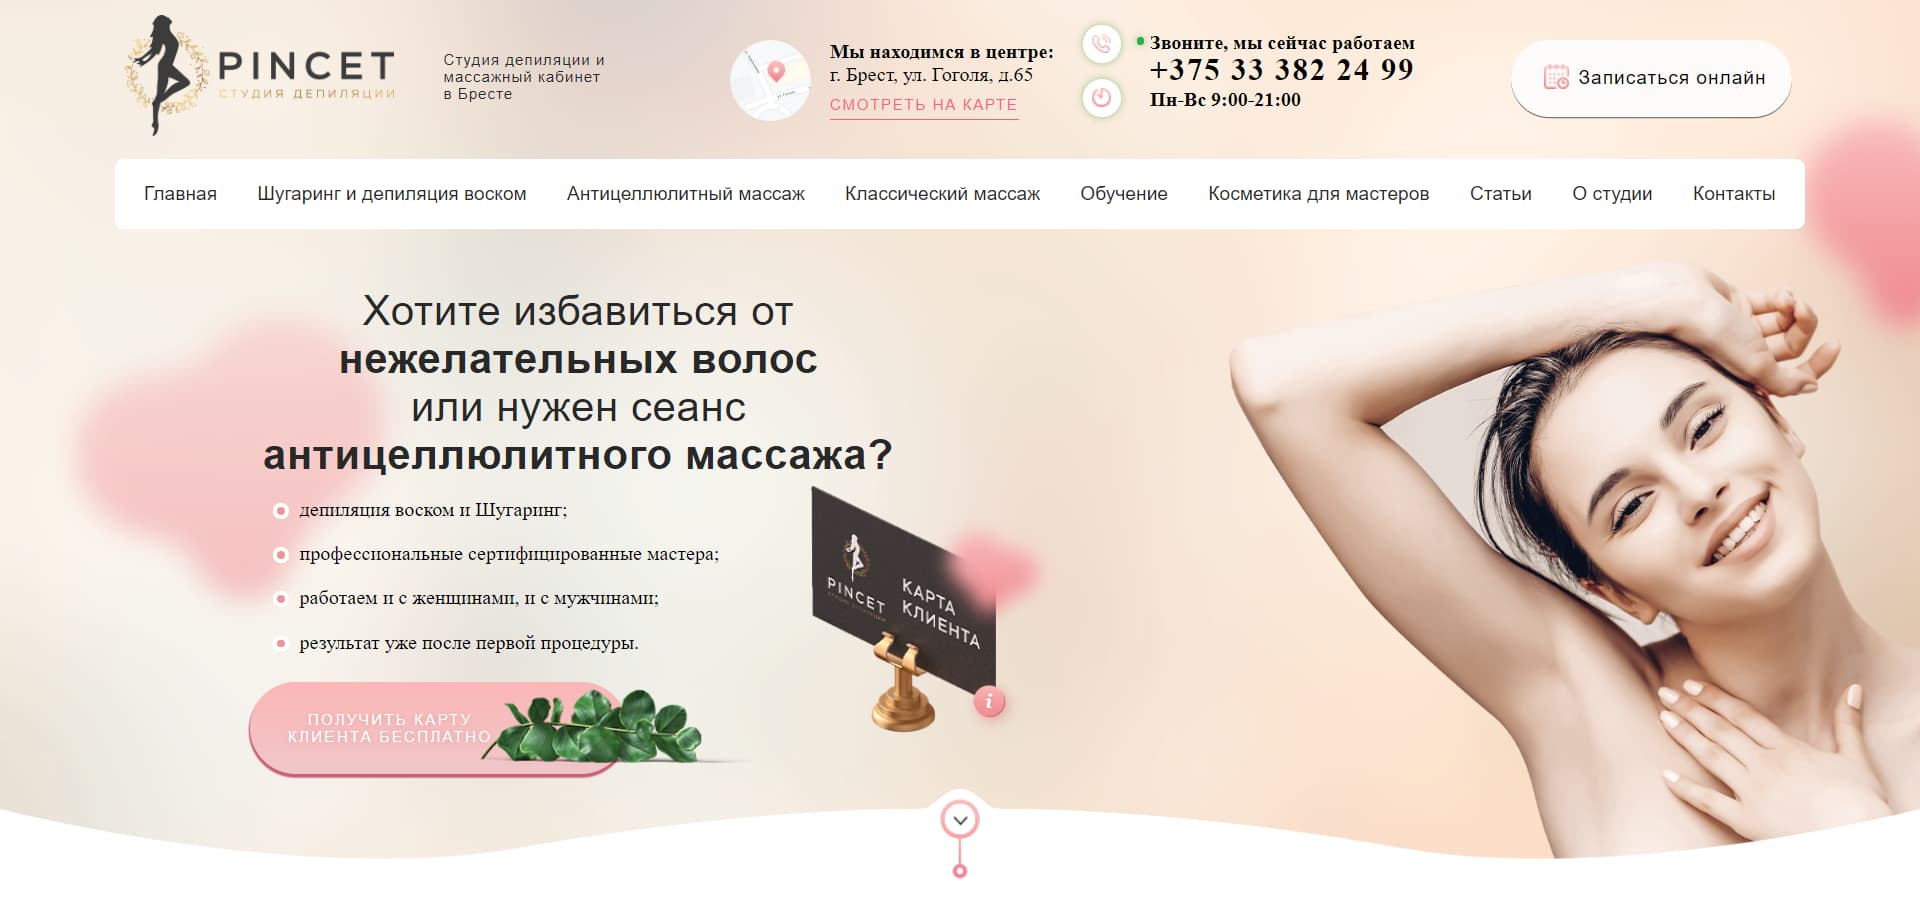 PINCET
СТУДИЯ ДЕПИЛЯЦИИ
Студия депиляции и
массажный кабинет
в Бресте
Мы находимся в центре:
г. Брест, ул. Гоголя, д.65
СМОТРЕТЬ НА КАРТЕ
Звоните, мы сейчас работаем
+375 33 382 24 99
Пн-Вс 9:00-21:00
Записаться онлайн
Главная
Шугаринг и депиляция воском
Антицеллюлитный массаж
Классический массаж
Обучение
Косметика для мастеров
Статьи
О студии
Контакты
Хотите избавиться от
нежелательных волос
или нужен сеанс
антицеллюлитного массажа?
депиляция воском и Шугаринг;
профессиональные сертифицированные мастера;
работаем и с женщинами, и с мужчинами;
результат уже после первой процедуры.
PINCET
КАРТА
КЛИЕНТА
i
ПОЛУЧИТЬ КАРТУ
КЛИЕНТА БЕСПЛАТНО